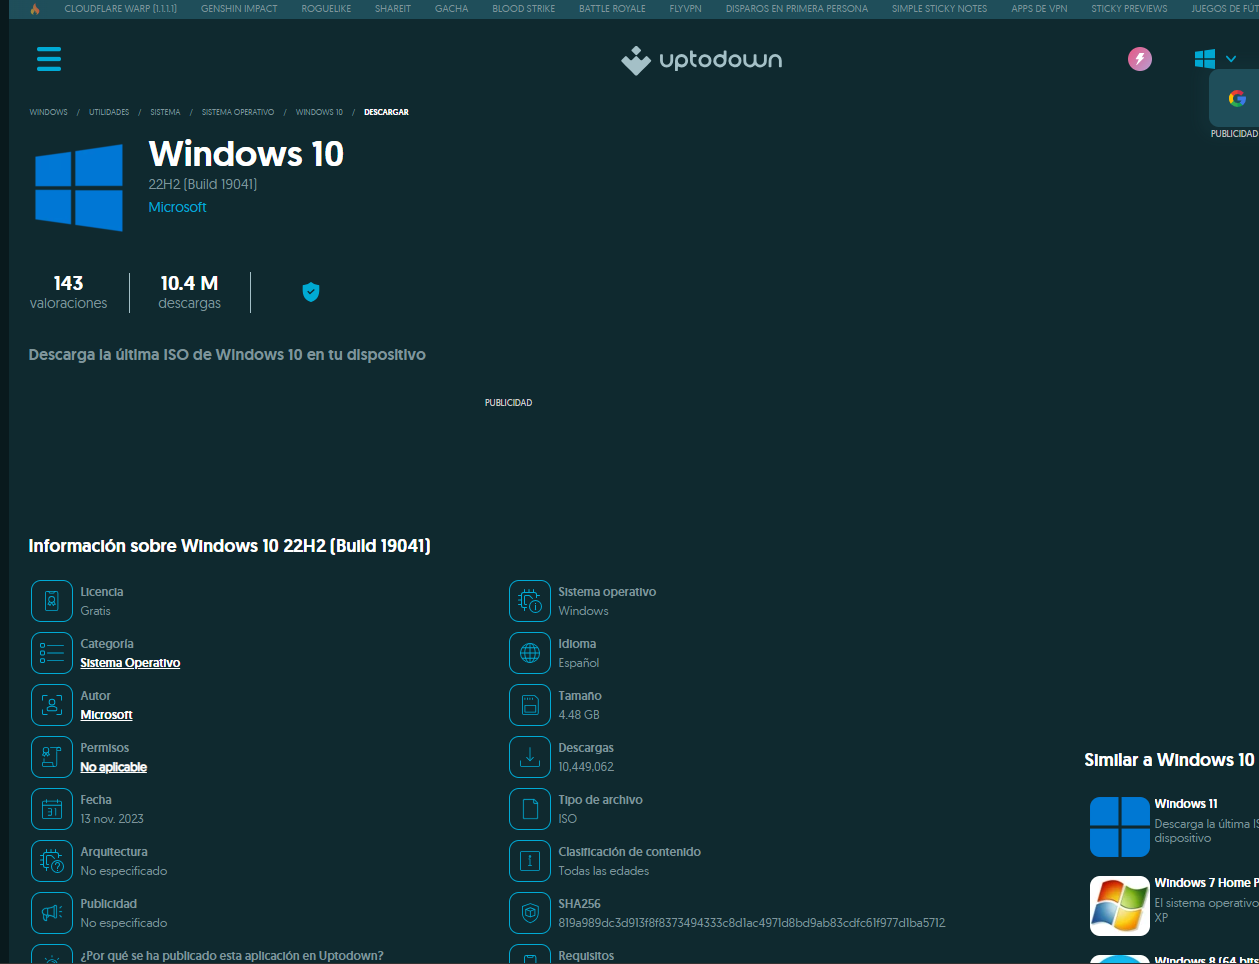 CLOUDFLARE WARP (1.1.1.1) GENSHIN IMPACT ROGUELIKE SHAREIT GACHA BLOOD STRIKE BATTLE ROYALE FLYVPN DISPAROS EN PRIMERA PERSONA SIMPLE STICKY NOTES APPS DE VPN STICKY PREVIEWS JUEGOS DE FÚT
uptodown
PUBLICIDAD
WINDOWS / UTILIDADES / SISTEMA / SISTEMA OPERATIVO / WINDOWS 10 / DESCARGAR
Windows 10
22H2 (Build 19041)
Microsoft
143
valoraciones
10.4 M
descargas
Descarga la última ISO de Windows 10 en tu dispositivo
PUBLICIDAD
Información sobre Windows 10 22H2 (Build 19041)
Licencia
Gratis
Sistema operativo
Windows
Categoría
Sistema Operativo
Idioma
Español
Autor
Microsoft
Tamaño
4.48 GB
Permisos
No aplicable
Descargas
10,449,062
Fecha
13 nov. 2023
Tipo de archivo
ISO
Arquitectura
No especificado
Clasificación de contenido
Todas las edades
Publicidad
No especificado
SHA256
819a989dc3d913f8f8373494333c8d1ac4971d8bd9ab83cdfc61f977d1ba5712
¿Por qué se ha publicado esta aplicación en Uptodown?
Requisitos
Similar a Windows 10
Windows 11
Descarga la última IS
dispositivo
Windows 7 Home P
El sistema operativo
XP
Windows 8 (64 bits